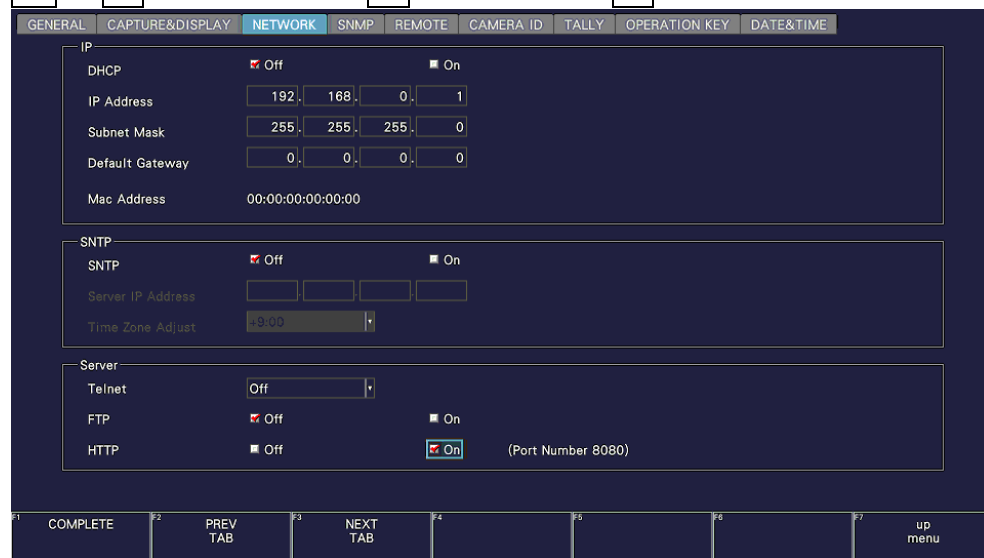 GENERAL CAPTURE&DISPLAY NETWORK SNMP REMOTE CAMERA ID TALLY OPERATION KEY DATE&TIME
IP
DHCP Off On
IP Address 192. 168. 0. 1
Subnet Mask 255. 255. 255. 0
Default Gateway 0. 0. 0. 0
Mac Address 00:00:00:00:00:00
SNTP
SNTP Off On
Server IP Address . . .
Time Zone Adjust +9:00
Server
Telnet Off
FTP Off On
HTTP Off On (Port Number 8080)
F1 COMPLETE F2 PREV TAB F3 NEXT TAB F4 F5 F6 F7 up menu